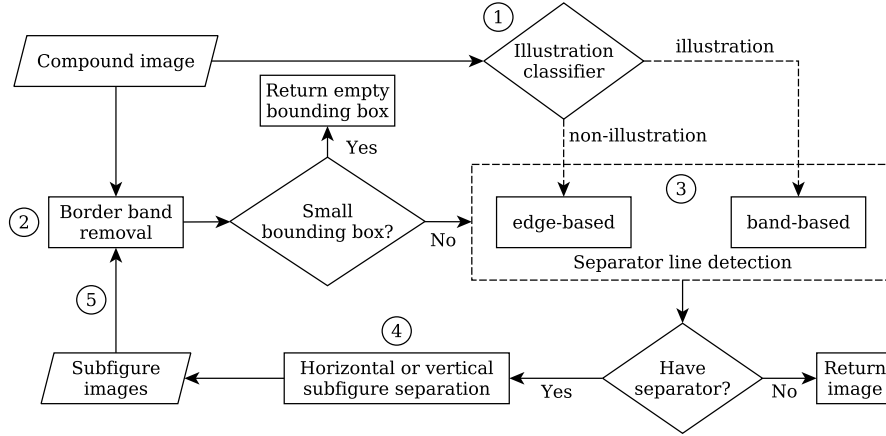 1
Compound image
Illustration
classifier
illustration
Return empty
bounding box
non-illustration
Yes
3
2
Border band
removal
Small
bounding box?
No
edge-based
band-based
Separator line detection
5
4
Subfigure
images
Horizontal or vertical
subfigure separation
Yes
Have
separator?
No
Return
image